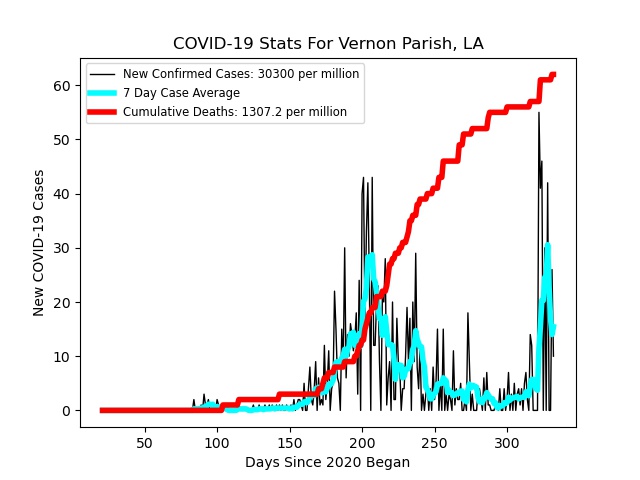 COVID-19 Stats For Vernon Parish, LA
New Confirmed Cases: 30300 per million
7 Day Case Average
Cumulative Deaths: 1307.2 per million
New COVID-19 Cases
60
50
40
30
20
10
0
50 100 150 200 250 300
Days Since 2020 Began